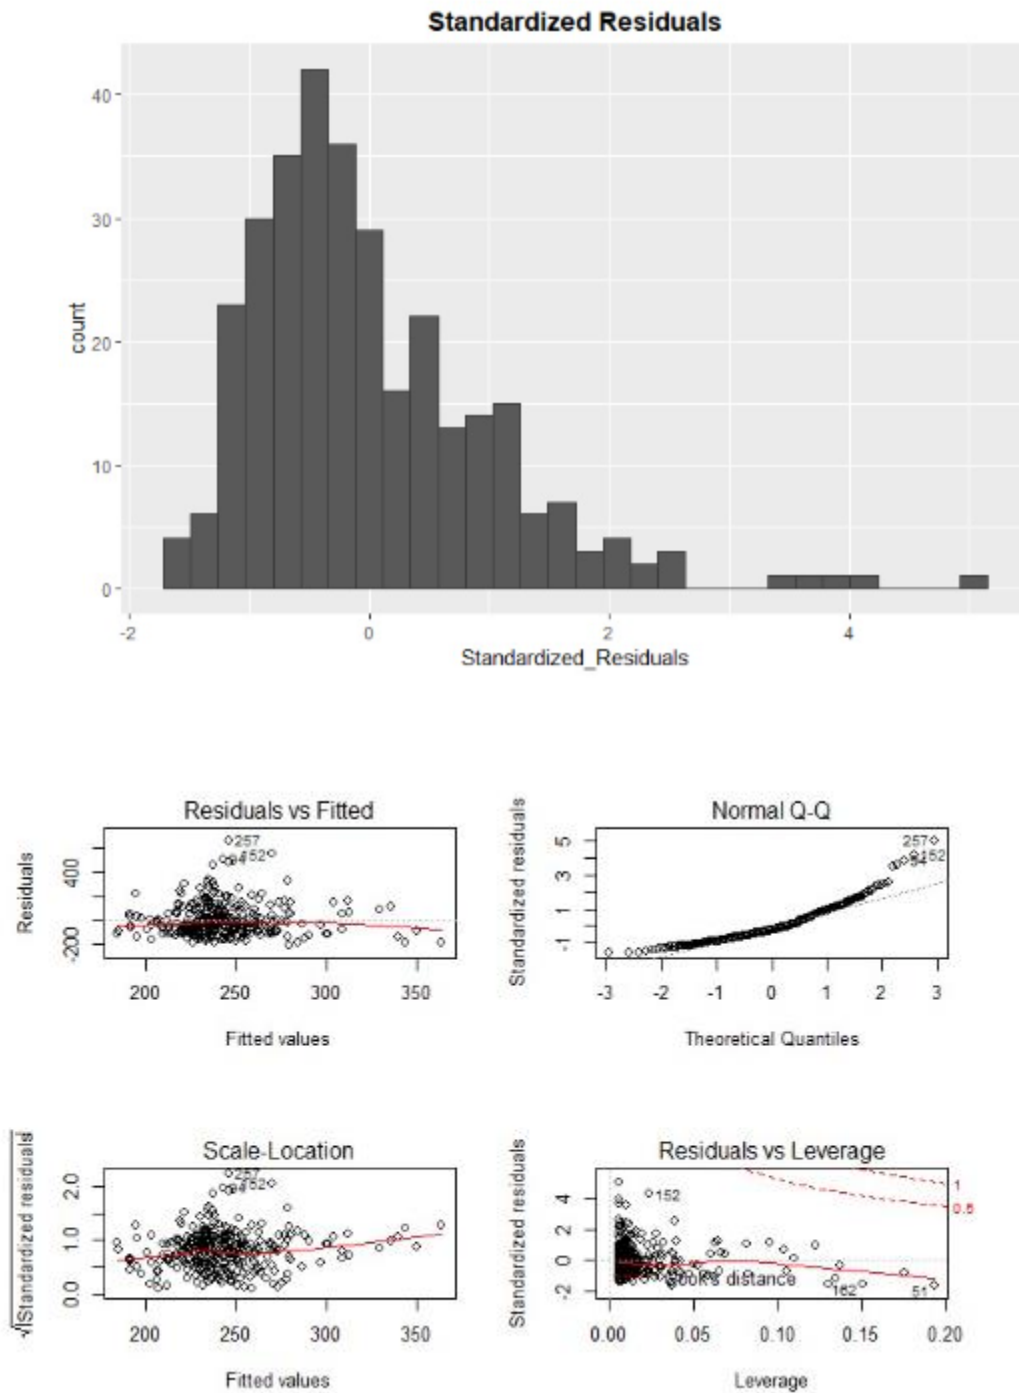 Standardized Residuals
count
40
30
20
10
0
-2 0 2 4
Standardized_Residuals
Residuals vs Fitted
Residuals
400
-200
257
152
94
200 250 300 350
Fitted values
Normal Q-Q
Standardized residuals
5
3
1
-1
257
152
94
-3 -2 -1 0 1 2 3
Theoretical Quantiles
Scale-Location
√|Standardized residuals|
2.0
1.0
0.0
257
152
94
200 250 300 350
Fitted values
Residuals vs Leverage
Standardized residuals
4
2
0
-2
152
1
0.5
Cook's distance
162
51
0.00 0.05 0.10 0.15 0.20
Leverage